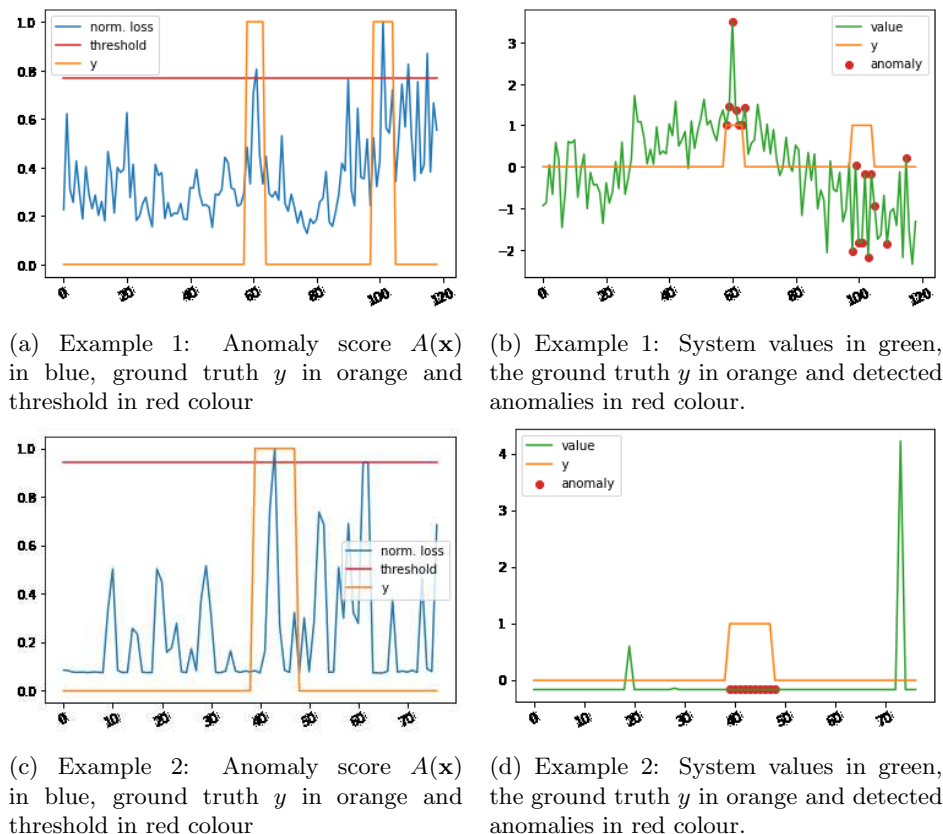 1.0
0.8
0.6
0.4
0.2
0.0
norm. loss
threshold
y
0 20 40 60 80 100 120
3
2
1
0
−1
−2
value
y
anomaly
0 20 40 60 80 100 120
(a) Example 1: Anomaly score A(x)
in blue, ground truth y in orange and
threshold in red colour
(b) Example 1: System values in green,
the ground truth y in orange and detected
anomalies in red colour.
1.0
0.8
0.6
0.4
0.2
0.0
norm. loss
threshold
y
0 10 20 30 40 50 60 70
4
3
2
1
0
value
y
anomaly
0 10 20 30 40 50 60 70
(c) Example 2: Anomaly score A(x)
in blue, ground truth y in orange and
threshold in red colour
(d) Example 2: System values in green,
the ground truth y in orange and detected
anomalies in red colour.